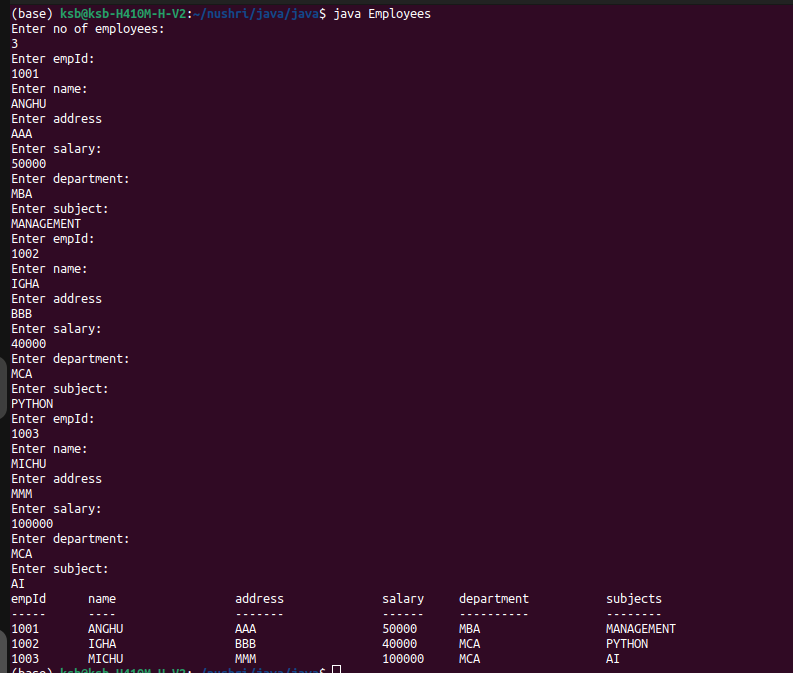 (base) ksb@ksb-H410M-H-V2:~/nushri/java/java$ java Employees
Enter no of employees:
3
Enter empId:
1001
Enter name:
ANGHU
Enter address
AAA
Enter salary:
50000
Enter department:
MBA
Enter subject:
MANAGEMENT
Enter empId:
1002
Enter name:
IGHA
Enter address
BBB
Enter salary:
40000
Enter department:
MCA
Enter subject:
PYTHON
Enter empId:
1003
Enter name:
MICHU
Enter address
MMM
Enter salary:
100000
Enter department:
MCA
Enter subject:
AI
empId name address salary department subjects
----- ---- ------- ------ ---------- --------
1001 ANGHU AAA 50000 MBA MANAGEMENT
1002 IGHA BBB 40000 MCA PYTHON
1003 MICHU MMM 100000 MCA AI
(base) ksb@ksb-H410M-H-V2:~/nushri/java/java$